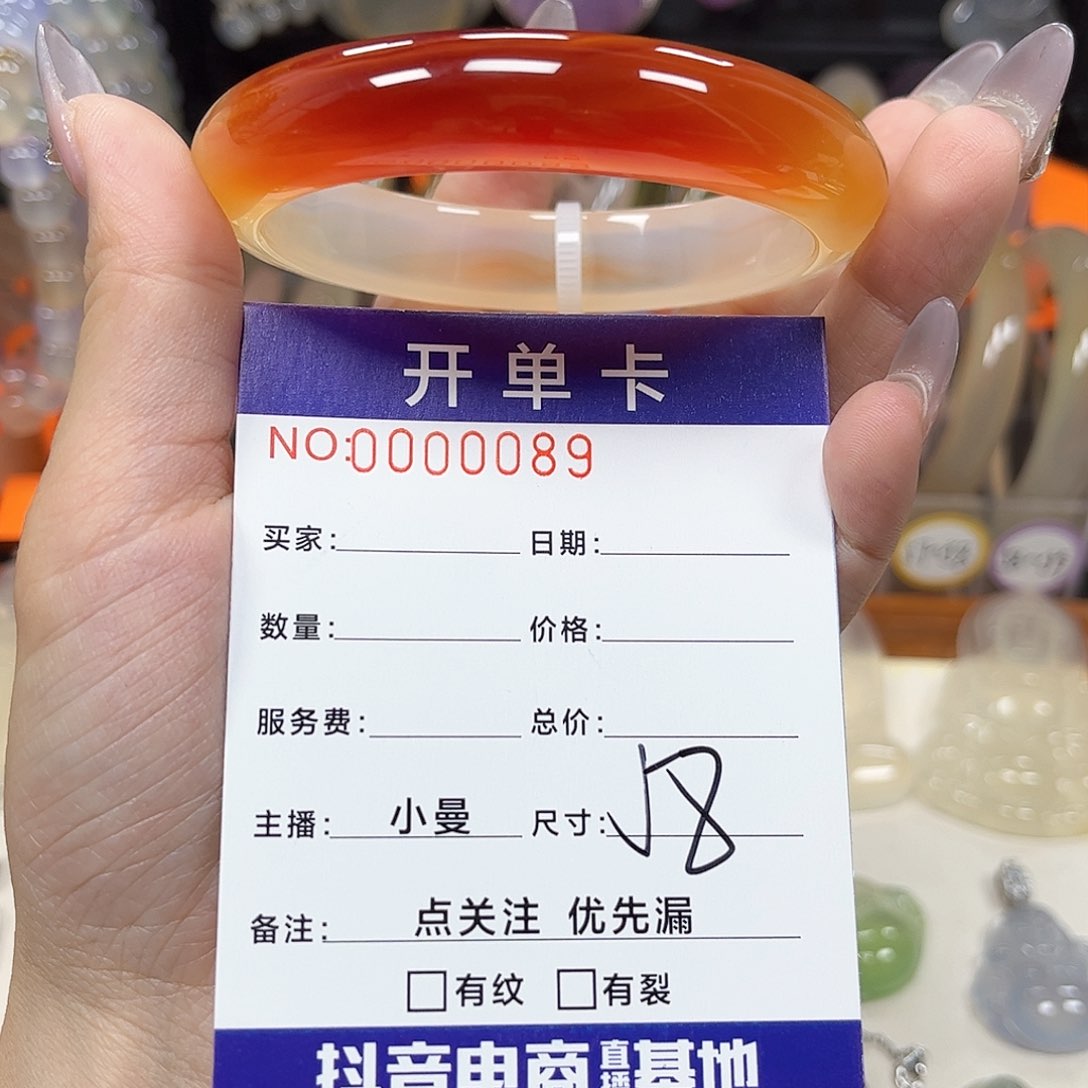 开单卡
NO:0000089
买家: 日期:
数量: 价格:
服务费: 总价:
主播: 小曼 尺寸: 58
备注: 点关注 优先漏
□有纹 □有裂
抖音电商直播基地